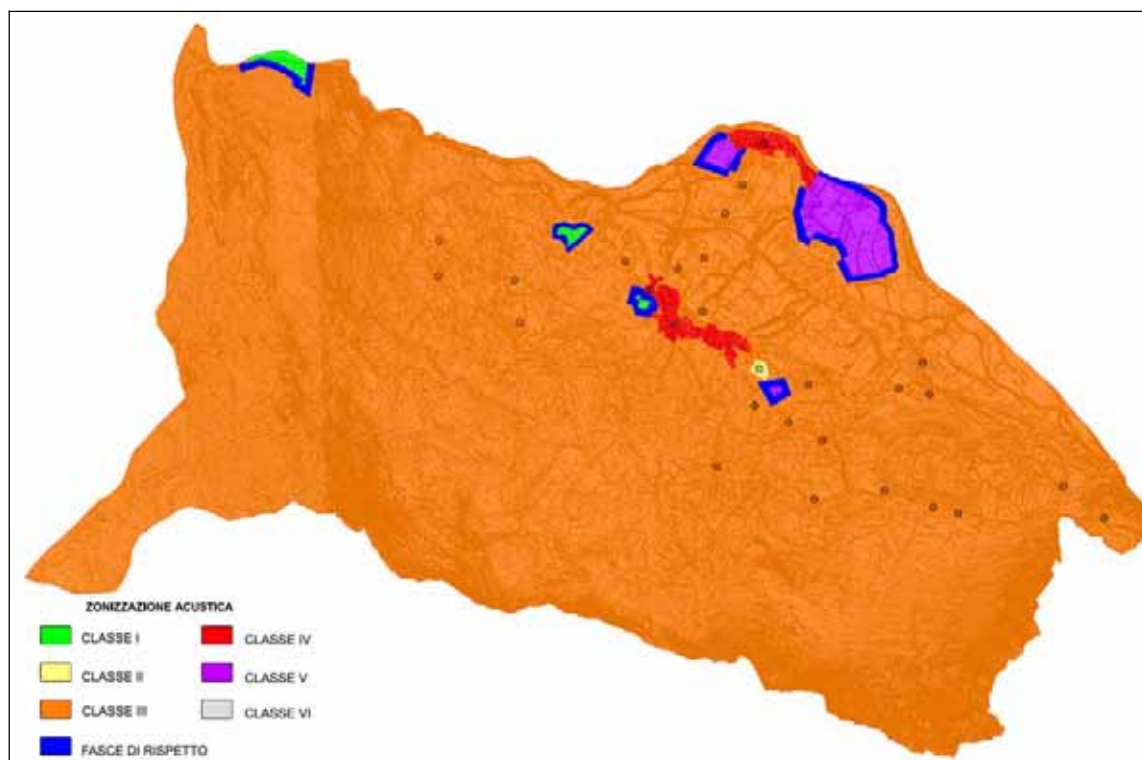 ZONIZZAZIONE ACUSTICA
CLASSE I
CLASSE IV
CLASSE II
CLASSE V
CLASSE III
CLASSE VI
FASCE DI RISPETTO